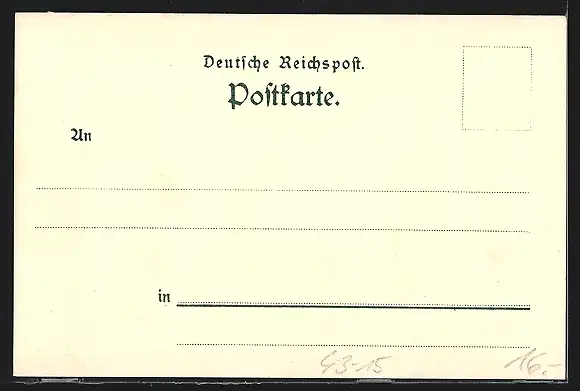 Deutſche Reichspoſt.
Poſtkarte.
An
in
43-15
16.-